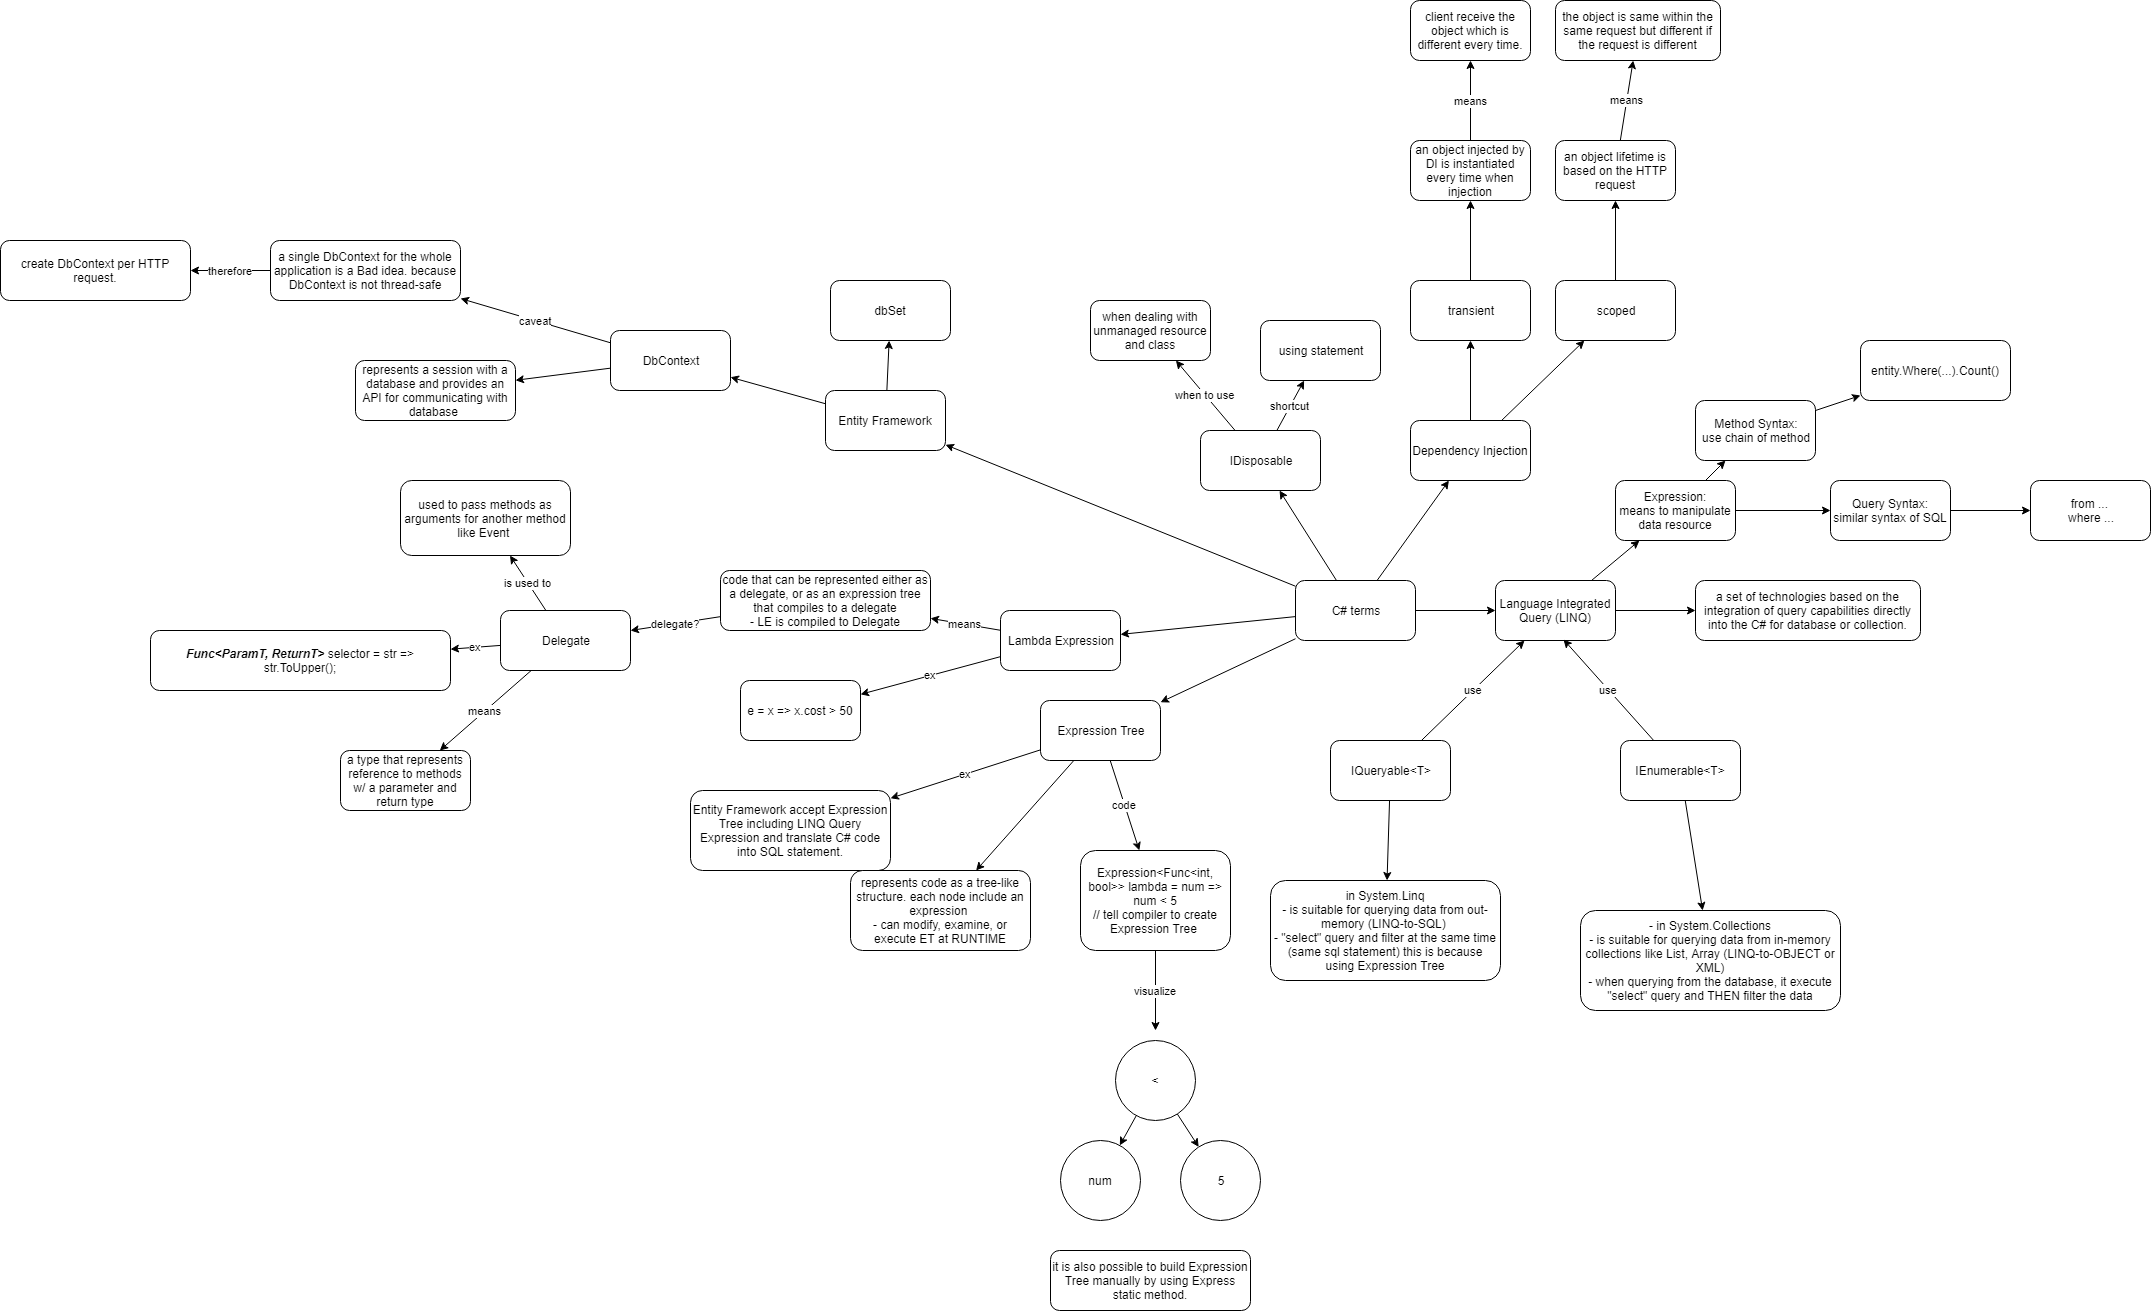 client receive the
object which is
different every time.
the object is same within the
same request but different if
the request is different
means
means
an object injected by
DI is instantiated
every time when
injection
an object lifetime is
based on the HTTP
request
create DbContext per HTTP
request.
therefore
a single DbContext for the whole
application is a Bad idea. because
DbContext is not thread-safe
caveat
dbSet
transient
scoped
DbContext
represents a session with a
database and provides an
API for communicating with
database
when dealing with
unmanaged resource
and class
using statement
when to use
shortcut
entity.Where(...).Count()
Entity Framework
IDisposable
Dependency Injection
Method Syntax:
use chain of method
Expression:
means to manipulate
data resource
Query Syntax:
similar syntax of SQL
from ...
where ...
used to pass methods as
arguments for another method
like Event
is used to
code that can be represented either as
a delegate, or as an expression tree
that compiles to a delegate
- LE is compiled to Delegate
delegate?
means
Lambda Expression
C# terms
Language Integrated
Query (LINQ)
a set of technologies based on the
integration of query capabilities directly
into the C# for database or collection.
Delegate
ex
Func<ParamT, ReturnT> selector = str =>
str.ToUpper();
means
a type that represents
reference to methods
w/ a parameter and
return type
ex
e = x => x.cost > 50
Expression Tree
use
use
IQueryable<T>
IEnumerable<T>
ex
code
Entity Framework accept Expression
Tree including LINQ Query
Expression and translate C# code
into SQL statement.
represents code as a tree-like
structure. each node include an
expression
- can modify, examine, or
execute ET at RUNTIME
Expression<Func<int,
bool>> lambda = num =>
num < 5
// tell compiler to create
Expression Tree
in System.Linq
- is suitable for querying data from out-
memory (LINQ-to-SQL)
- "select" query and filter at the same time
(same sql statement) this is because
using Expression Tree
- in System.Collections
- is suitable for querying data from in-memory
collections like List, Array (LINQ-to-OBJECT or
XML)
- when querying from the database, it execute
"select" query and THEN filter the data
visualize
<
num
5
it is also possible to build Expression
Tree manually by using Express
static method.